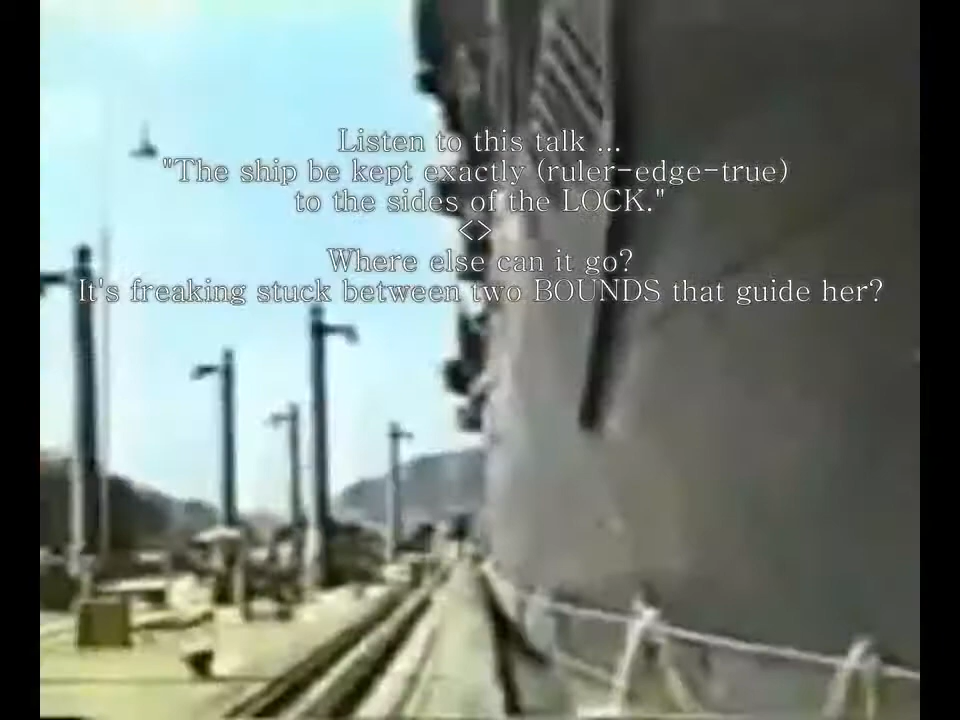 Listen to this talk ...
"The ship be kept exactly (ruler-edge-true)
to the sides of the LOCK."
<>
Where else can it go?
It's freaking stuck between two BOUNDS that guide her?